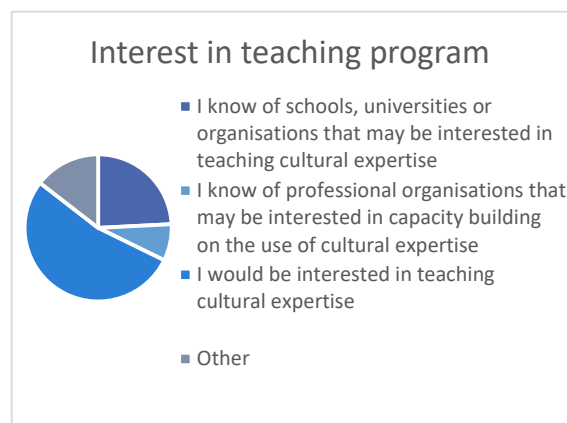 Interest in teaching program
I know of schools, universities or
organisations that may be interested in
teaching cultural expertise
I know of professional organisations that
may be interested in capacity building
on the use of cultural expertise
I would be interested in teaching
cultural expertise
Other